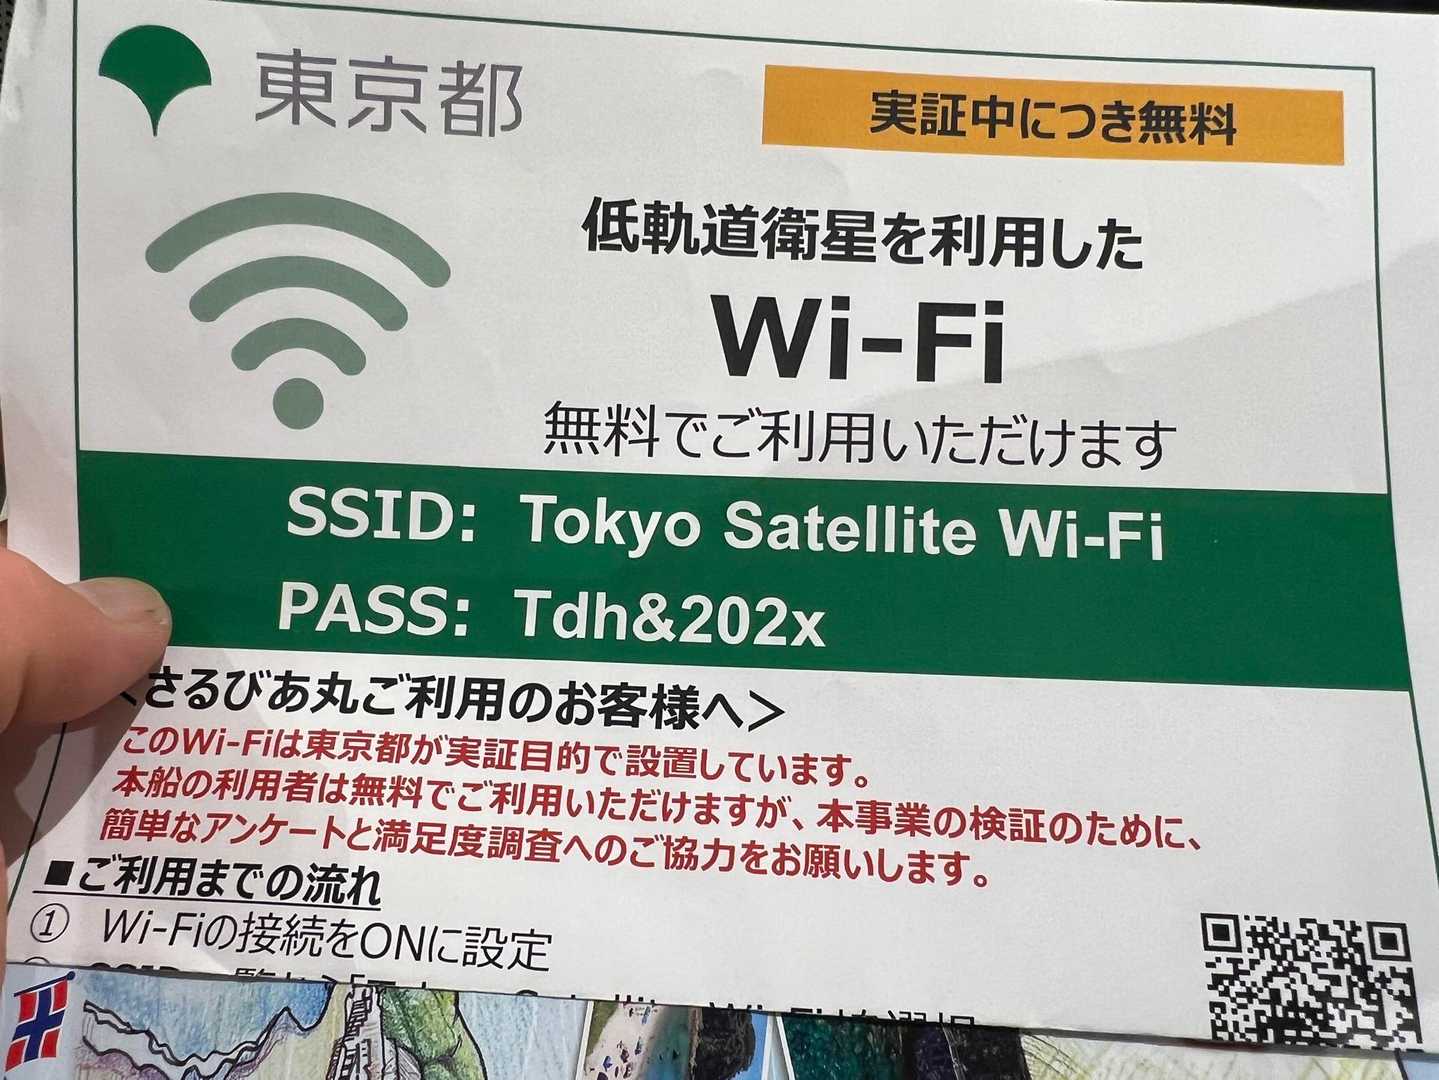 東京都
実証中につき無料
低軌道衛星を利用した
Wi-Fi
無料でご利用いただけます
SSID: Tokyo Satellite Wi-Fi
PASS: Tdh&202x
さるびあ丸ご利用のお客様へ＞
このWi-Fiは東京都が実証目的で設置しています。
本船の利用者は無料でご利用いただけますが、本事業の検証のために、
簡単なアンケートと満足度調査へのご協力をお願いします。
■ご利用までの流れ
① Wi-Fiの接続をONに設定